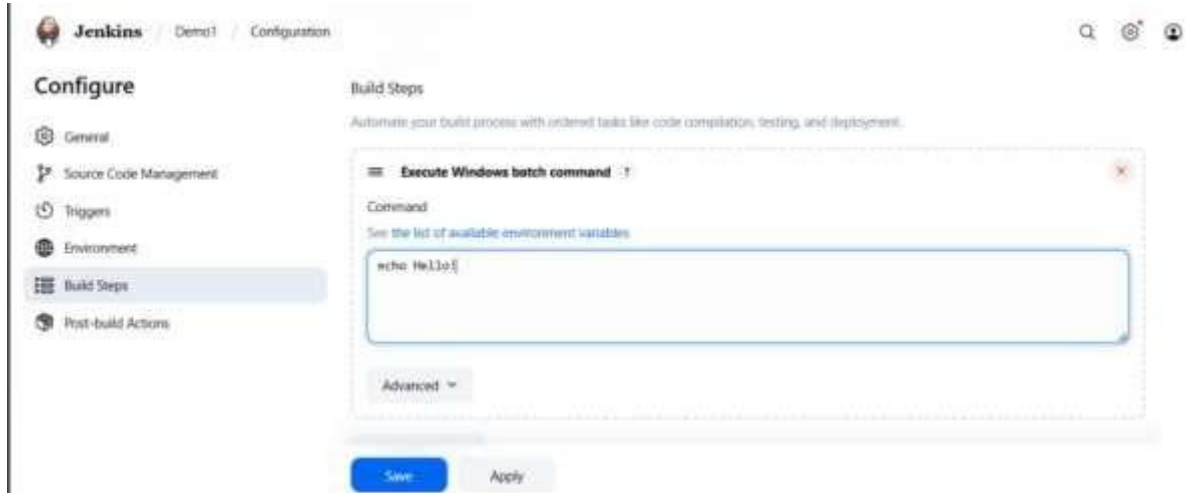 Jenkins / Demo1 / Configuration
Configure
General
Source Code Management
Triggers
Environment
Build Steps
Post-build Actions
Build Steps
Automate your build process with ordered tasks like code compilation, testing, and deployment.
Execute Windows batch command ?
Command
See the list of available environment variables
echo Hello!
Advanced
Save
Apply